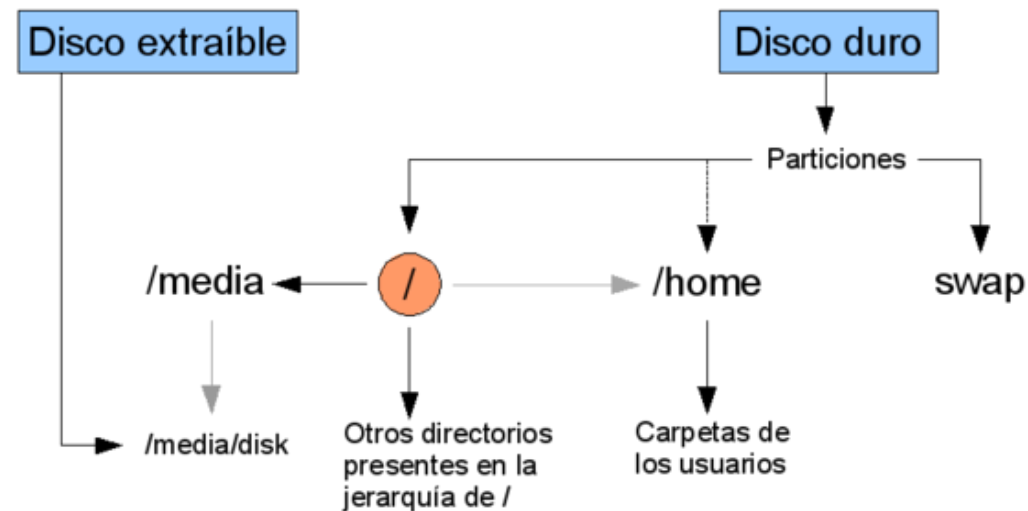 Disco extraíble
Disco duro
Particiones
/media
/
/home
swap
/media/disk
Otros directorios
presentes en la
jerarquía de /
Carpetas de
los usuarios